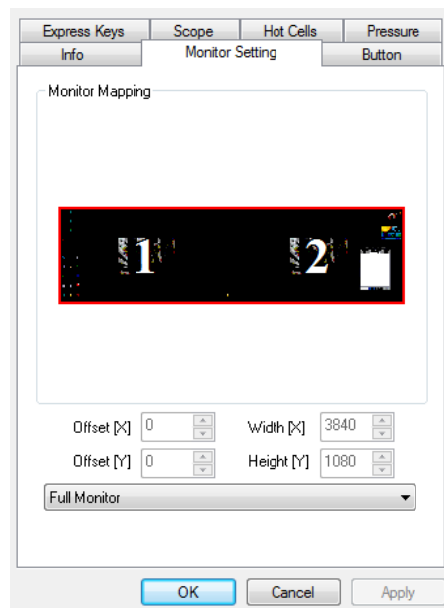 Express Keys Scope Hot Cells Pressure
Info Monitor Setting Button
Monitor Mapping
1 2
Offset [X] 0 Width [X] 3840
Offset [Y] 0 Height [Y] 1080
Full Monitor
OK Cancel Apply